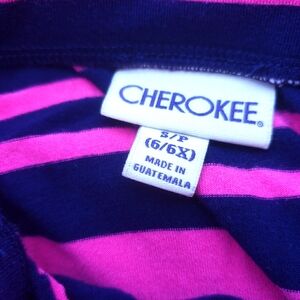 CHEROKEE®
S/P
(6/6X)
MADE IN
GUATEMALA